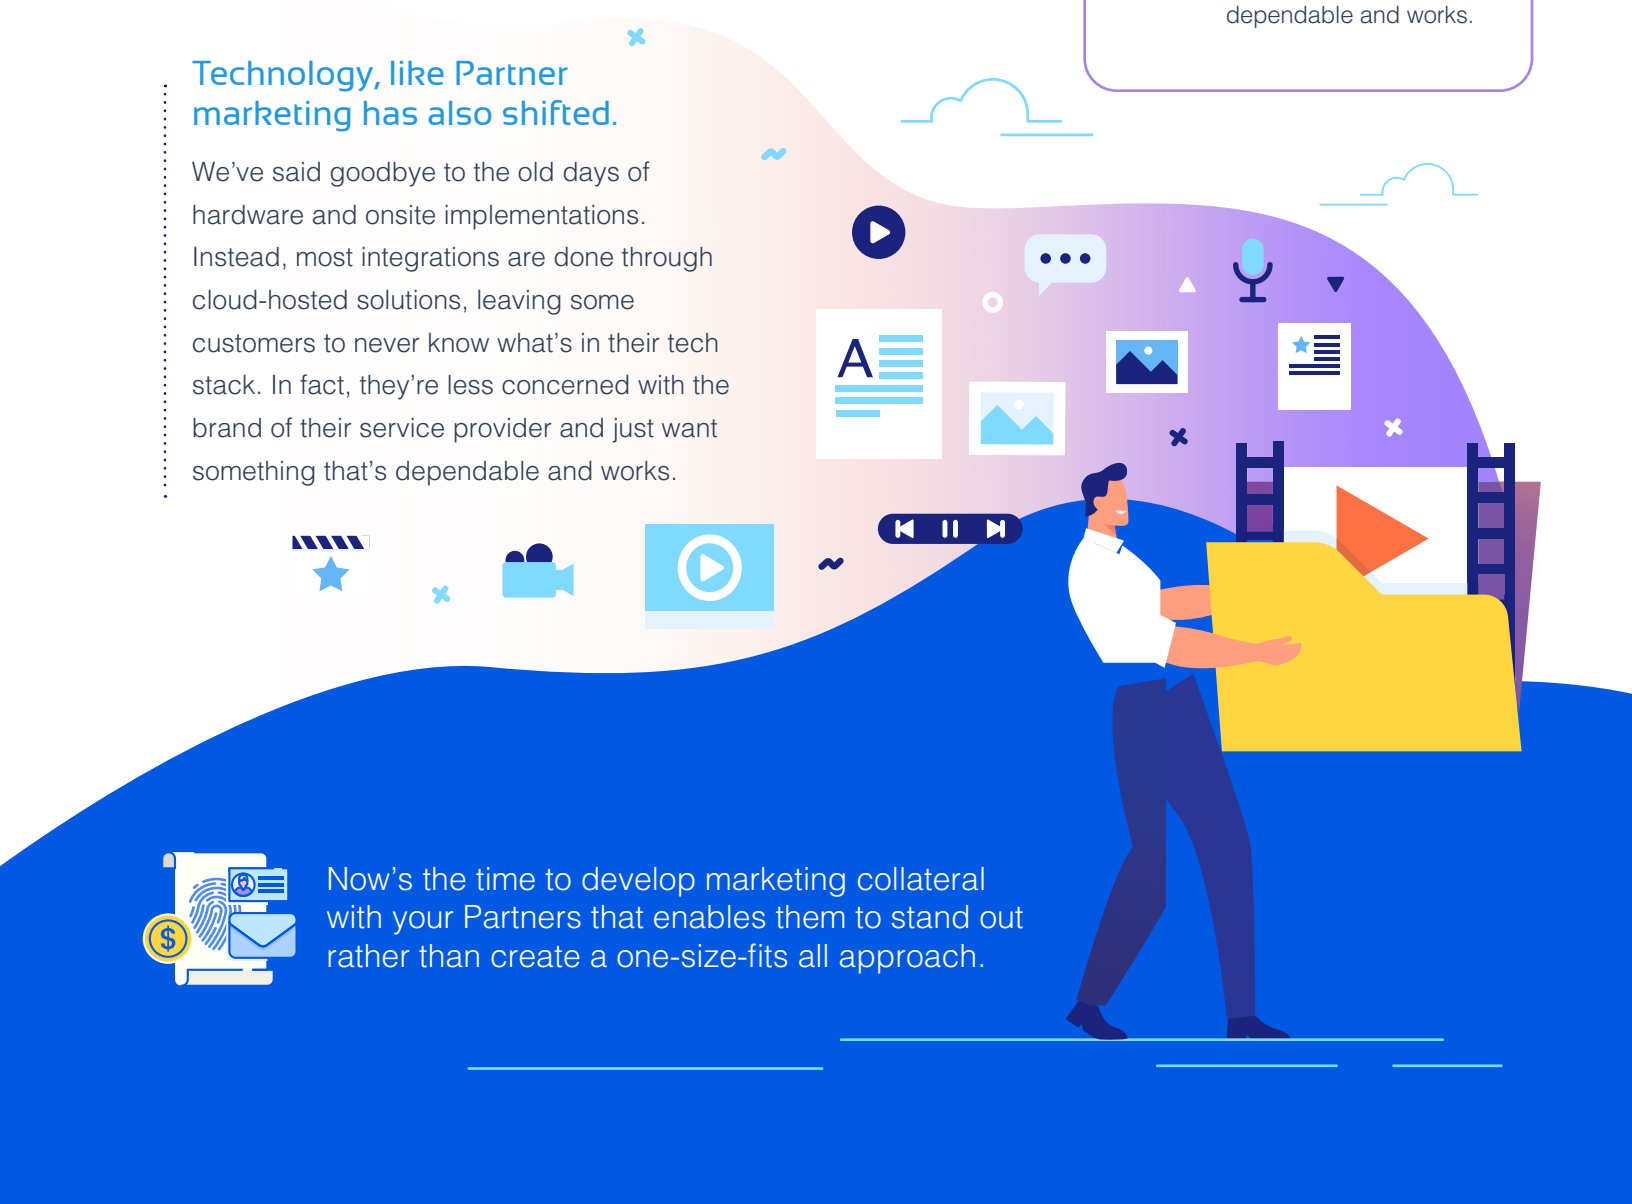 dependable and works.
Technology, like Partner
marketing has also shifted.
We’ve said goodbye to the old days of
hardware and onsite implementations.
Instead, most integrations are done through
cloud-hosted solutions, leaving some
customers to never know what’s in their tech
stack. In fact, they’re less concerned with the
brand of their service provider and just want
something that’s dependable and works.
A
$
Now’s the time to develop marketing collateral
with your Partners that enables them to stand out
rather than create a one-size-fits all approach.